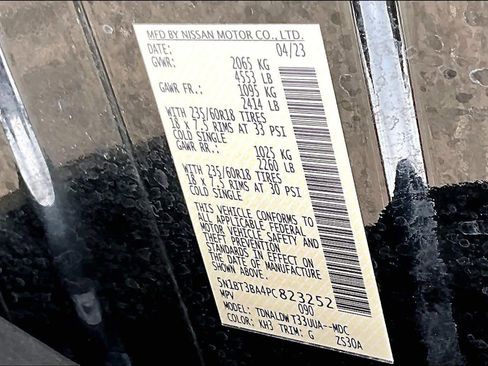 MFD BY NISSAN MOTOR CO., LTD.
DATE: 04/23
GVWR: 2065 KG
4553 LB
GAWR FR.: 1095 KG
2414 LB
WITH 235/60R18 TIRES
18 X 7.5 RIMS AT 33 PSI
COLD SINGLE
GAWR RR.: 1025 KG
2260 LB
WITH 235/60R18 TIRES
18 X 7.5 RIMS AT 30 PSI
COLD SINGLE
THIS VEHICLE CONFORMS TO
ALL APPLICABLE FEDERAL
MOTOR VEHICLE SAFETY AND
THEFT PREVENTION
STANDARDS IN EFFECT ON
THE DATE OF MANUFACTURE
SHOWN ABOVE.
5N1BT3BA4PC823252
MPV 090
MODEL: TDNALDW T33UUA--MDC
COLOR: KH3 TRIM: G ZS30A